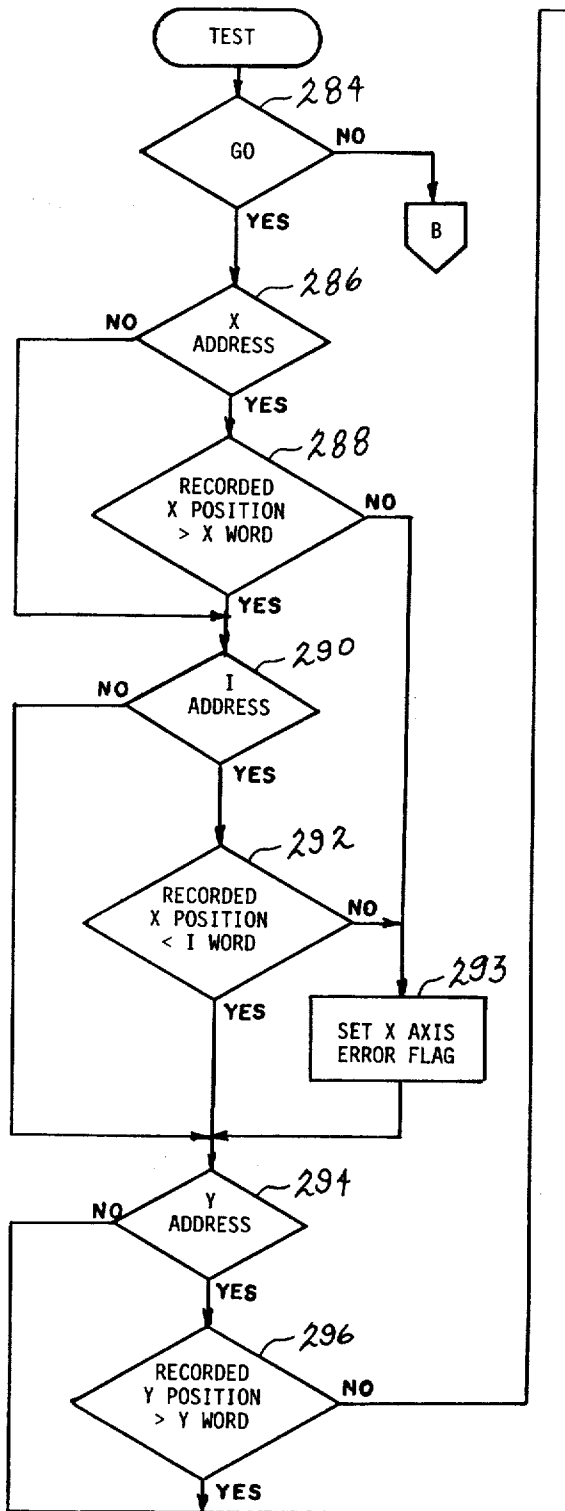 TEST
284
GO
NO
YES
B
286
X
ADDRESS
NO
YES
288
RECORDED
X POSITION
> X WORD
NO
YES
290
I
ADDRESS
NO
YES
292
RECORDED
X POSITION
< I WORD
NO
YES
293
SET X AXIS
ERROR FLAG
294
Y
ADDRESS
NO
YES
296
RECORDED
Y POSITION
> Y WORD
NO
YES